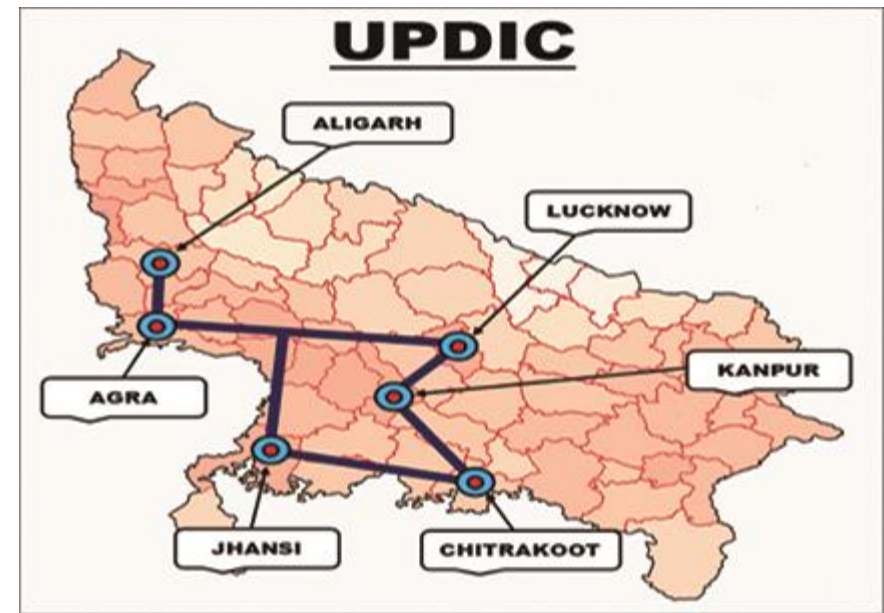 UPDIC
ALIGARH
LUCKNOW
KANPUR
AGRA
JHANSI
CHITRAKOOT